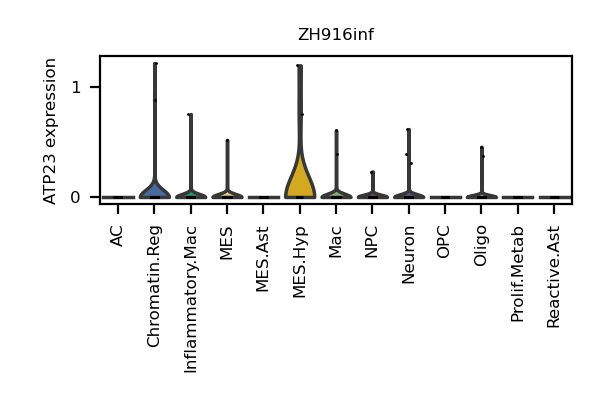 ZH916inf
ATP23 expression
1
0
AC
Chromatin.Reg
Inflammatory.Mac
MES
MES.Ast
MES.Hyp
Mac
NPC
Neuron
OPC
Oligo
Prolif.Metab
Reactive.Ast